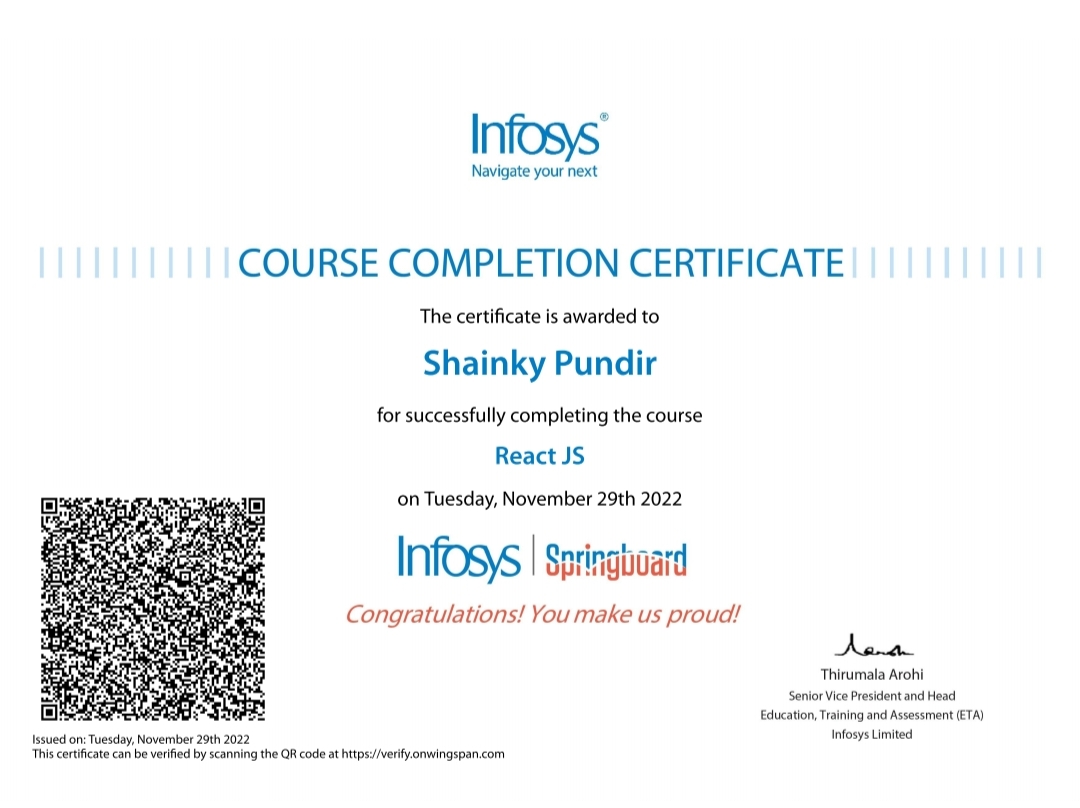 Infosys®
Navigate your next
COURSE COMPLETION CERTIFICATE
The certificate is awarded to
Shainky Pundir
for successfully completing the course
React JS
on Tuesday, November 29th 2022
Infosys | Springboard
Congratulations! You make us proud!
Thirumala Arohi
Senior Vice President and Head
Education, Training and Assessment (ETA)
Infosys Limited
Issued on: Tuesday, November 29th 2022
This certificate can be verified by scanning the QR code at https://verify.onwingspan.com